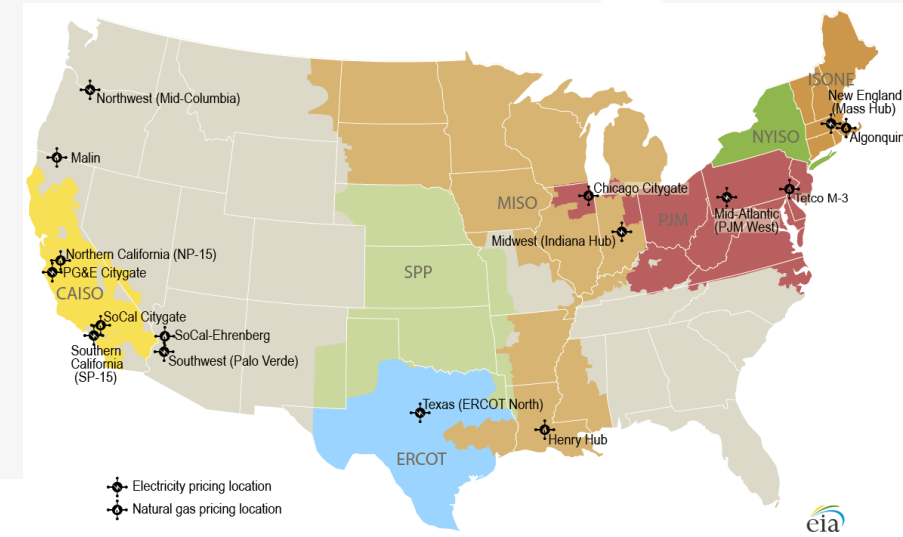 ISONE
New England
(Mass Hub)
Algonquin
Northwest (Mid-Columbia)
NYISO
Malin
Chicago Citygate
Tetco M-3
MISO
PJM
Mid-Atlantic
(PJM West)
Midwest (Indiana Hub)
Northern California (NP-15)
PG&E Citygate
SPP
CAISO
SoCal Citygate
SoCal-Ehrenberg
Southern
California
(SP-15)
Southwest (Palo Verde)
Texas (ERCOT North)
Henry Hub
ERCOT
Electricity pricing location
Natural gas pricing location
eia